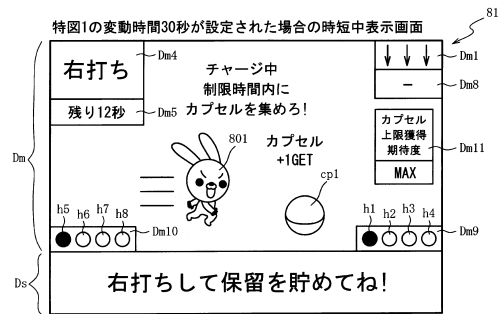 特図1の変動時間30秒が設定された場合の時短中表示画面
81
右打ち
Dm4
残り12秒
Dm5
チャージ中
制限時間内に
カプセルを集めろ!
Dm1
−
Dm8
カプセル
上限獲得
期待度
MAX
Dm11
801
カプセル
+1GET
cp1
Dm
h5
h6
h7
h8
Dm10
h1
h2
h3
h4
Dm9
Ds
右打ちして保留を貯めてね!